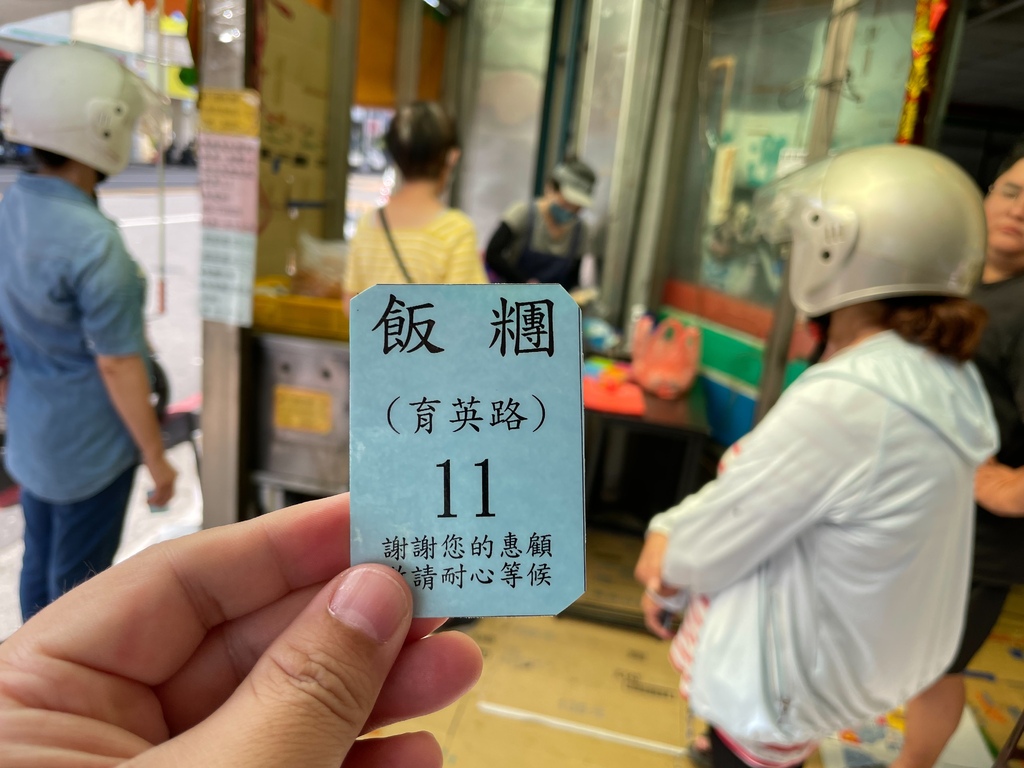 飯糰
（育英路）
11
謝謝您的惠顧
請耐心等候